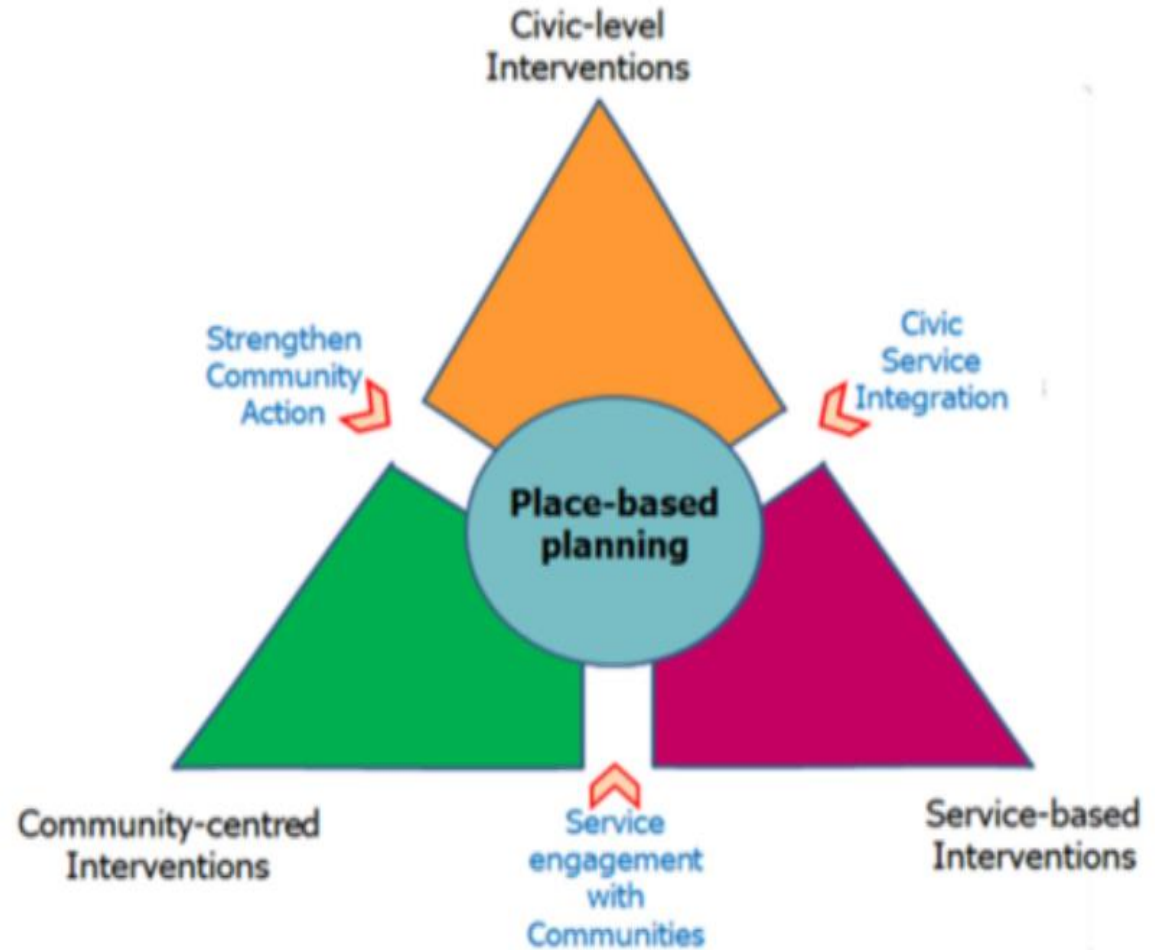 Civic-level
Interventions
Strengthen
Community
Action
Civic
Service
Integration
Place-based
planning
Community-centred
Interventions
Service
engagement
with
Communities
Service-based
Interventions